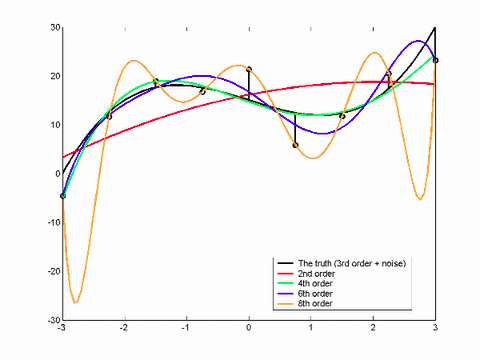 30
20
10
0
-10
-20
-30
-3
-2
-1
0
1
2
3
The truth (3rd order + noise)
2nd order
4th order
6th order
8th order